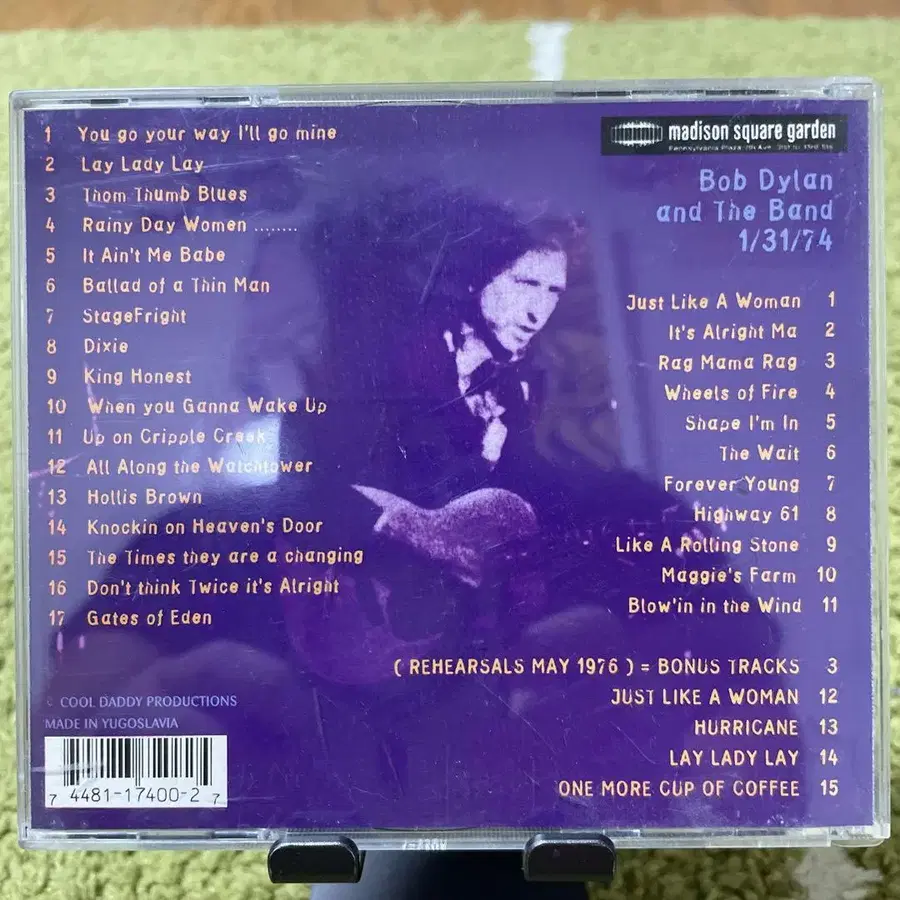 1 You go your way I'll go mine
2 Lay Lady Lay
3 Thom Thumb Blues
4 Rainy Day Women ........
5 It Ain't Me Babe
6 Ballad of a Thin Man
7 StageFright
8 Dixie
9 King Honest
10 When you Ganna Wake Up
11 Up on Cripple Creek
12 All Along the Watchtower
13 Hollis Brown
14 Knockin on Heaven's Door
15 The Times they are a changing
16 Don't think Twice it's Alright
17 Gates of Eden
© COOL DADDY PRODUCTIONS
MADE IN YUGOSLAVIA
7 4481-17400-2 7
madison square garden
Pennsylvania Plaza
Bob Dylan
and The Band
1/31/74
Just Like A Woman 1
It's Alright Ma 2
Rag Mama Rag 3
Wheels of Fire 4
Shape I'm In 5
The Wait 6
Forever Young 7
Highway 61 8
Like A Rolling Stone 9
Maggie's Farm 10
Blow'in in the Wind 11
( REHEARSALS MAY 1976 ) = BONUS TRACKS 3
JUST LIKE A WOMAN 12
HURRICANE 13
LAY LADY LAY 14
ONE MORE CUP OF COFFEE 15